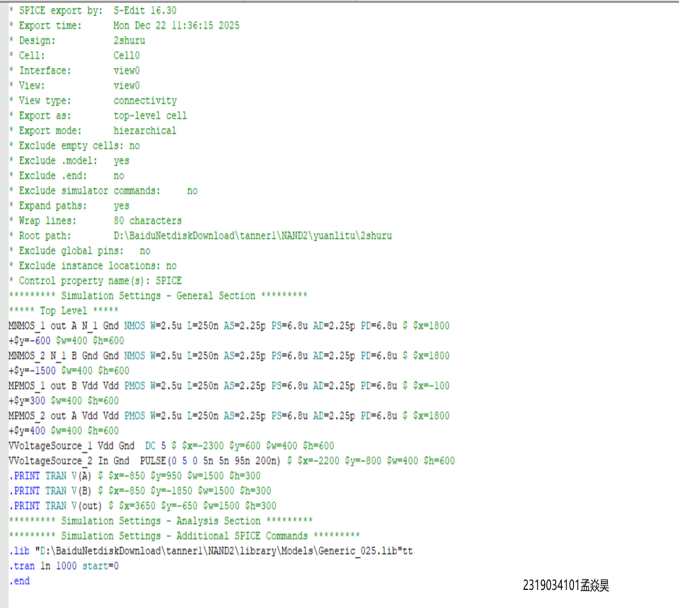 * SPICE export by:  S-Edit 16.30
* Export time:      Mon Dec 22 11:36:15 2025
* Design:           2shuru
* Cell:             Cell0
* Interface:        view0
* View:             view0
* View type:        connectivity
* Export as:        top-level cell
* Export mode:      hierarchical
* Exclude empty cells: no
* Exclude .model:   yes
* Exclude .end:     no
* Exclude simulator commands:     no
* Expand paths:     yes
* Wrap lines:       80 characters
* Root path:        D:\BaiduNetdiskDownload\tanner1\NAND2\yuanlitu\2shuru
* Exclude global pins:   no
* Exclude instance locations: no
* Control property name(s): SPICE
********* Simulation Settings - General Section *********
***** Top Level *****
MNMOS_1 out A N_1 Gnd NMOS W=2.5u L=250n AS=2.25p PS=6.8u AD=2.25p PD=6.8u $ $x=1800
+$y=-600 $w=400 $h=600
MNMOS_2 N_1 B Gnd Gnd NMOS W=2.5u L=250n AS=2.25p PS=6.8u AD=2.25p PD=6.8u $ $x=1800
+$y=-1500 $w=400 $h=600
MPMOS_1 out B Vdd Vdd PMOS W=2.5u L=250n AS=2.25p PS=6.8u AD=2.25p PD=6.8u $ $x=-100
+$y=300 $w=400 $h=600
MPMOS_2 out A Vdd Vdd PMOS W=2.5u L=250n AS=2.25p PS=6.8u AD=2.25p PD=6.8u $ $x=1800
+$y=400 $w=400 $h=600
VVoltageSource_1 Vdd Gnd  DC 5 $ $x=-2300 $y=600 $w=400 $h=600
VVoltageSource_2 In Gnd  PULSE(0 5 0 5n 5n 95n 200n) $ $x=-2200 $y=-800 $w=400 $h=600
.PRINT TRAN V(A) $ $x=-850 $y=950 $w=1500 $h=300
.PRINT TRAN V(B) $ $x=-850 $y=-1850 $w=1500 $h=300
.PRINT TRAN V(out) $ $x=3650 $y=-650 $w=1500 $h=300
********* Simulation Settings - Analysis Section *********
********* Simulation Settings - Additional SPICE Commands *********
.lib "D:\BaiduNetdiskDownload\tanner1\NAND2\library\Models\Generic_025.lib"tt
.tran 1n 1000 start=0
.end
2319034101孟焱昊